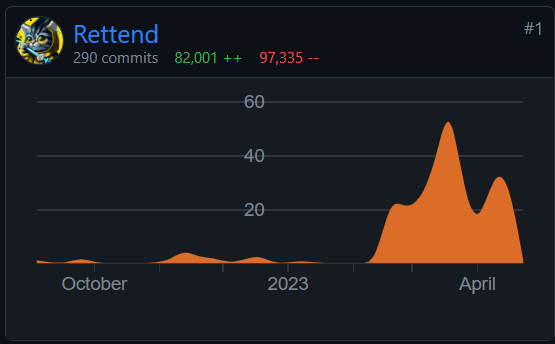 Rettend
#1
290 commits 82,001 ++ 97,335 --
60
40
20
October 2023 April